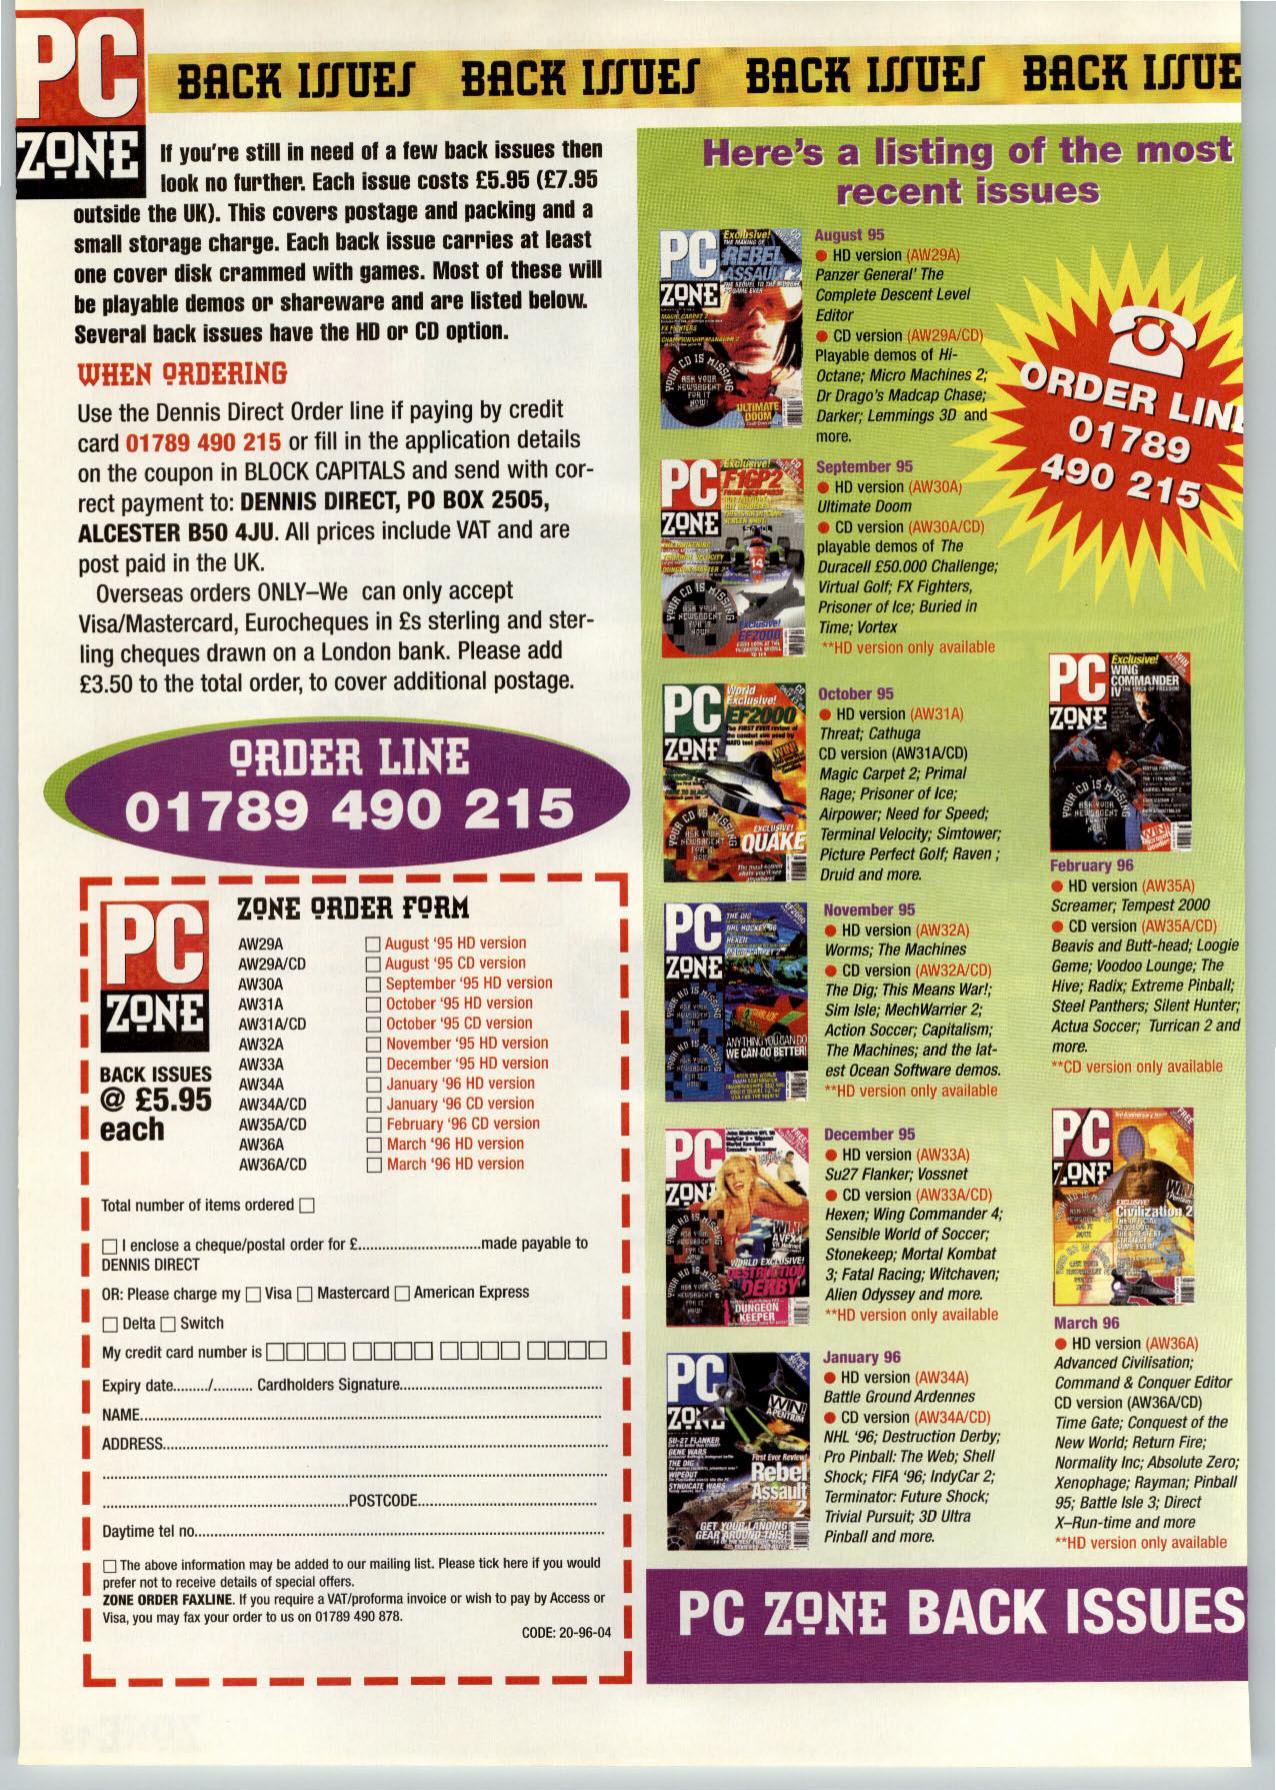 PC
ZONE
BACK ISSUES BACK ISSUES BACK ISSUES BACK ISSUE
If you're still in need of a few back issues then
look no further. Each issue costs £5.95 (£7.95
outside the UK). This covers postage and packing and a
small storage charge. Each back issue carries at least
one cover disk crammed with games. Most of these will
be playable demos or shareware and are listed below.
Several back issues have the HD or CD option.
WHEN ORDERING
Use the Dennis Direct Order line if paying by credit
card 01789 490 215 or fill in the application details
on the coupon in BLOCK CAPITALS and send with cor-
rect payment to: DENNIS DIRECT, PO BOX 2505,
ALCESTER B50 4JU. All prices include VAT and are
post paid in the UK.
Overseas orders ONLY–We can only accept
Visa/Mastercard, Eurocheques in £s sterling and ster-
ling cheques drawn on a London bank. Please add
£3.50 to the total order, to cover additional postage.
ORDER LINE
01789 490 215
PC
ZONE
BACK ISSUES
@ £5.95
each
ZONE ORDER FORM
AW29A August '95 HD version
AW29A/CD August '95 CD version
AW30A September '95 HD version
AW31A October '95 HD version
AW31A/CD October '95 CD version
AW32A November '95 HD version
AW33A December '95 HD version
AW34A January '96 HD version
AW34A/CD January '96 CD version
AW35A/CD February '96 CD version
AW36A March '96 HD version
AW36A/CD March '96 HD version
Total number of items ordered
I enclose a cheque/postal order for £..............................made payable to
DENNIS DIRECT
OR: Please charge my Visa Mastercard American Express
Delta Switch
My credit card number is
Expiry date........./.......... Cardholders Signature..................................................
NAME..................................................
ADDRESS..................................................
..................................................
..................................................POSTCODE..................................................
Daytime tel no..................................................
The above information may be added to our mailing list. Please tick here if you would
prefer not to receive details of special offers.
ZONE ORDER FAXLINE. If you require a VAT/proforma invoice or wish to pay by Access or
Visa, you may fax your order to us on 01789 490 878.
CODE: 20-96-04
Here's a listing of the most
recent issues
August 95
HD version (AW29A)
Panzer General' The
Complete Descent Level
Editor
CD version (AW29A/CD)
Playable demos of Hi-
Octane; Micro Machines 2;
Dr Drago's Madcap Chase;
Darker; Lemmings 3D and
more.
ORDER LINE
01789
490 215
September 95
HD version (AW30A)
Ultimate Doom
CD version (AW30A/CD)
playable demos of The
Duracell £50.000 Challenge;
Virtual Golf; FX Fighters,
Prisoner of Ice; Buried in
Time; Vortex
**HD version only available
October 95
HD version (AW31A)
Threat; Cathuga
CD version (AW31A/CD)
Magic Carpet 2; Primal
Rage; Prisoner of Ice;
Airpower; Need for Speed;
Terminal Velocity; Simtower;
Picture Perfect Golf; Raven ;
Druid and more.
November 95
HD version (AW32A)
Worms; The Machines
CD version (AW32A/CD)
The Dig; This Means War!;
Sim Isle; MechWarrior 2;
Action Soccer; Capitalism;
The Machines; and the lat-
est Ocean Software demos.
**HD version only available
December 95
HD version (AW33A)
Su27 Flanker; Vossnet
CD version (AW33A/CD)
Hexen; Wing Commander 4;
Sensible World of Soccer;
Stonekeep; Mortal Kombat
3; Fatal Racing; Witchaven;
Alien Odyssey and more.
**HD version only available
January 96
HD version (AW34A)
Battle Ground Ardennes
CD version (AW34A/CD)
NHL '96; Destruction Derby;
Pro Pinball: The Web; Shell
Shock; FIFA '96; IndyCar 2;
Terminator: Future Shock;
Trivial Pursuit; 3D Ultra
Pinball and more.
February 96
HD version (AW35A)
Screamer; Tempest 2000
CD version (AW35A/CD)
Beavis and Butt-head; Loogie
Geme; Voodoo Lounge; The
Hive; Radix; Extreme Pinball;
Steel Panthers; Silent Hunter;
Actua Soccer; Turrican 2 and
more.
**CD version only available
March 96
HD version (AW36A)
Advanced Civilisation;
Command & Conquer Editor
CD version (AW36A/CD)
Time Gate; Conquest of the
New World; Return Fire;
Normality Inc; Absolute Zero;
Xenophage; Rayman; Pinball
95; Battle Isle 3; Direct
X–Run-time and more
**HD version only available
PC ZONE BACK ISSUES